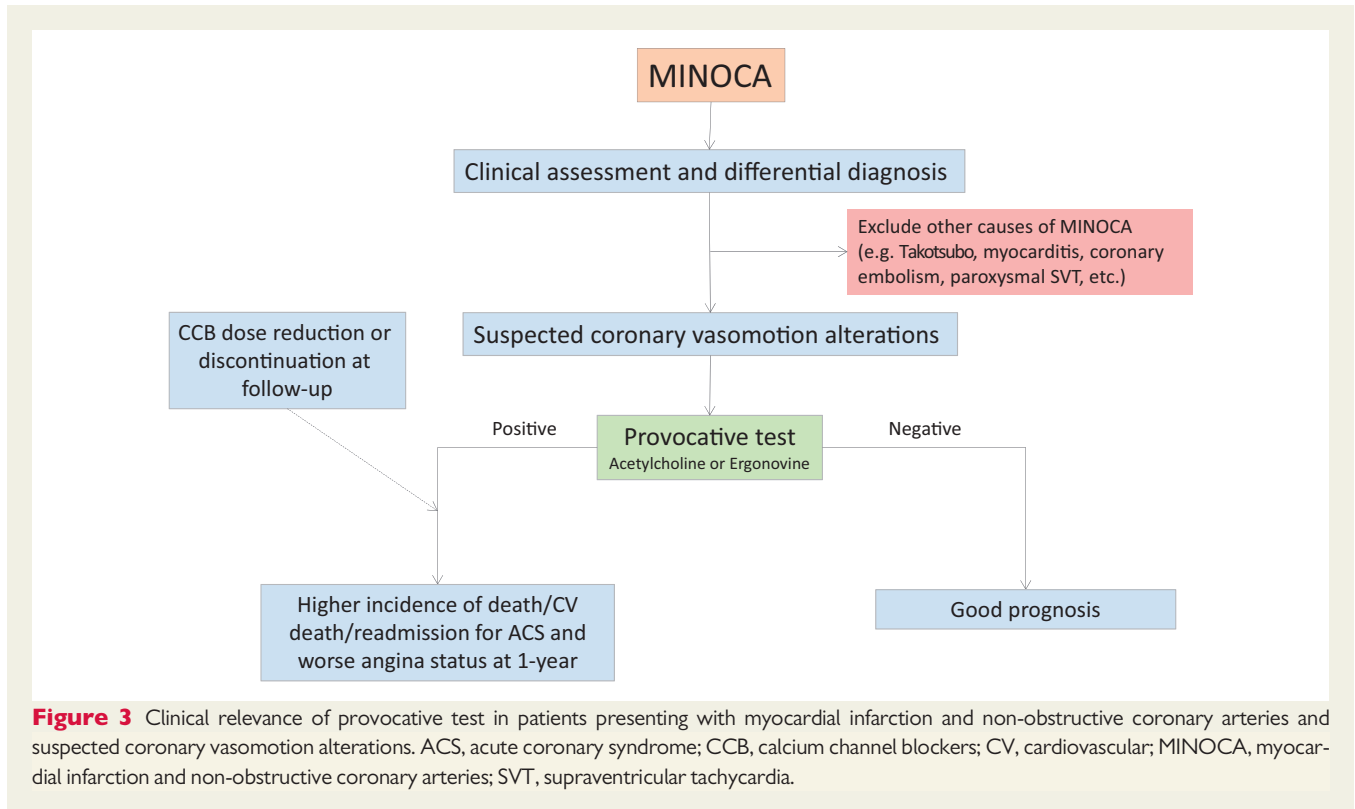 MINOCA
Clinical assessment and differential diagnosis
Exclude other causes of MINOCA
(e.g. Takotsubo, myocarditis, coronary
embolism, paroxysmal SVT, etc.)
CCB dose reduction or
discontinuation at
follow-up
Suspected coronary vasomotion alterations
Positive
Provocative test
Acetylcholine or Ergonovine
Negative
Higher incidence of death/CV
death/readmission for ACS and
worse angina status at 1-year
Good prognosis
Figure 3 Clinical relevance of provocative test in patients presenting with myocardial infarction and non-obstructive coronary arteries and
suspected coronary vasomotion alterations. ACS, acute coronary syndrome; CCB, calcium channel blockers; CV, cardiovascular; MINOCA, myocar-
dial infarction and non-obstructive coronary arteries; SVT, supraventricular tachycardia.